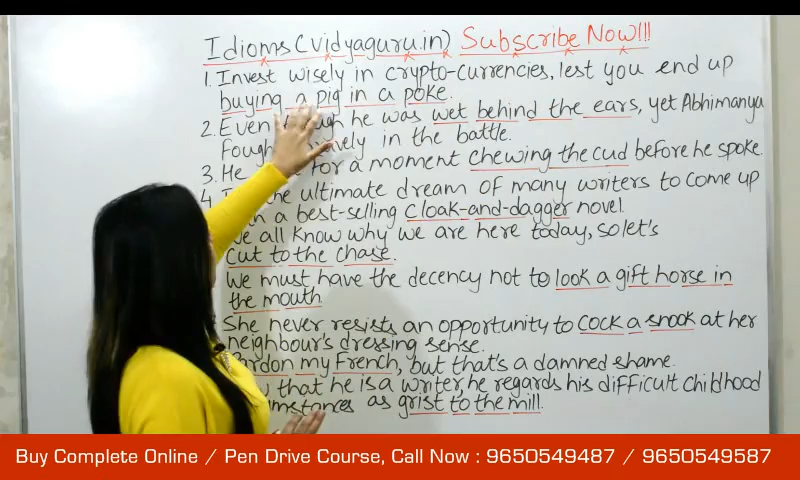 Idioms (vidyaguru.in) Subscribe Now!!!
1. Invest wisely in crypto-currencies, lest you end up
buying a pig in a poke.
2. Even he was wet behind the ears, yet Abhimanya
Fough in the battle.
3. He for a moment chewing the cud before he spoke.
4. ultimate dream of many writers to come up
a best-selling cloak-and-dagger novel.
all know why we are here today, so let's
cut to the chase.
We must have the decency not to look a gift horse in
the mouth
She never resists an opportunity to cock a snook at her
neighbour's dressing sense.
my French, but that's a damned shame.
that he is a writer, he regards his difficult childhood
as grist to the mill.
Buy Complete Online / Pen Drive Course, Call Now : 9650549487 / 9650549587